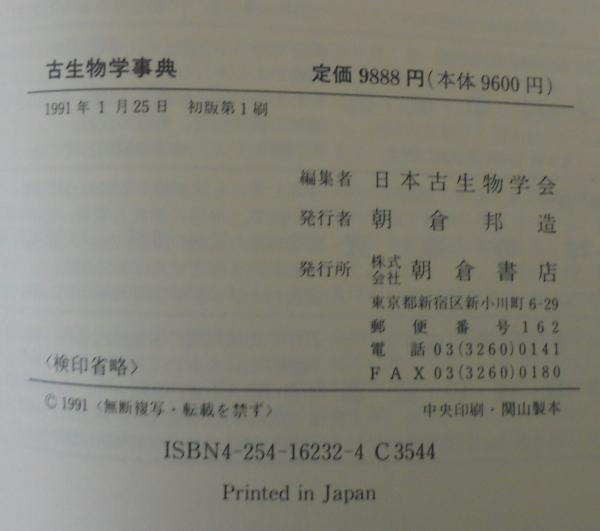 古生物学事典 定価 9888 円(本体 9600 円)
1991 年 1 月 25 日 初版第 1 刷
編集者 日本古生物学会
発行者 朝倉邦造
発行所 株式会社 朝倉書店
東京都新宿区新小川町 6-29
郵便番号 162
電話 03(3260)0141
〈検印省略〉 FAX 03(3260)0180
©1991〈無断複写・転載を禁ず〉 中央印刷・関山製本
ISBN4-254-16232-4 C3544
Printed in Japan